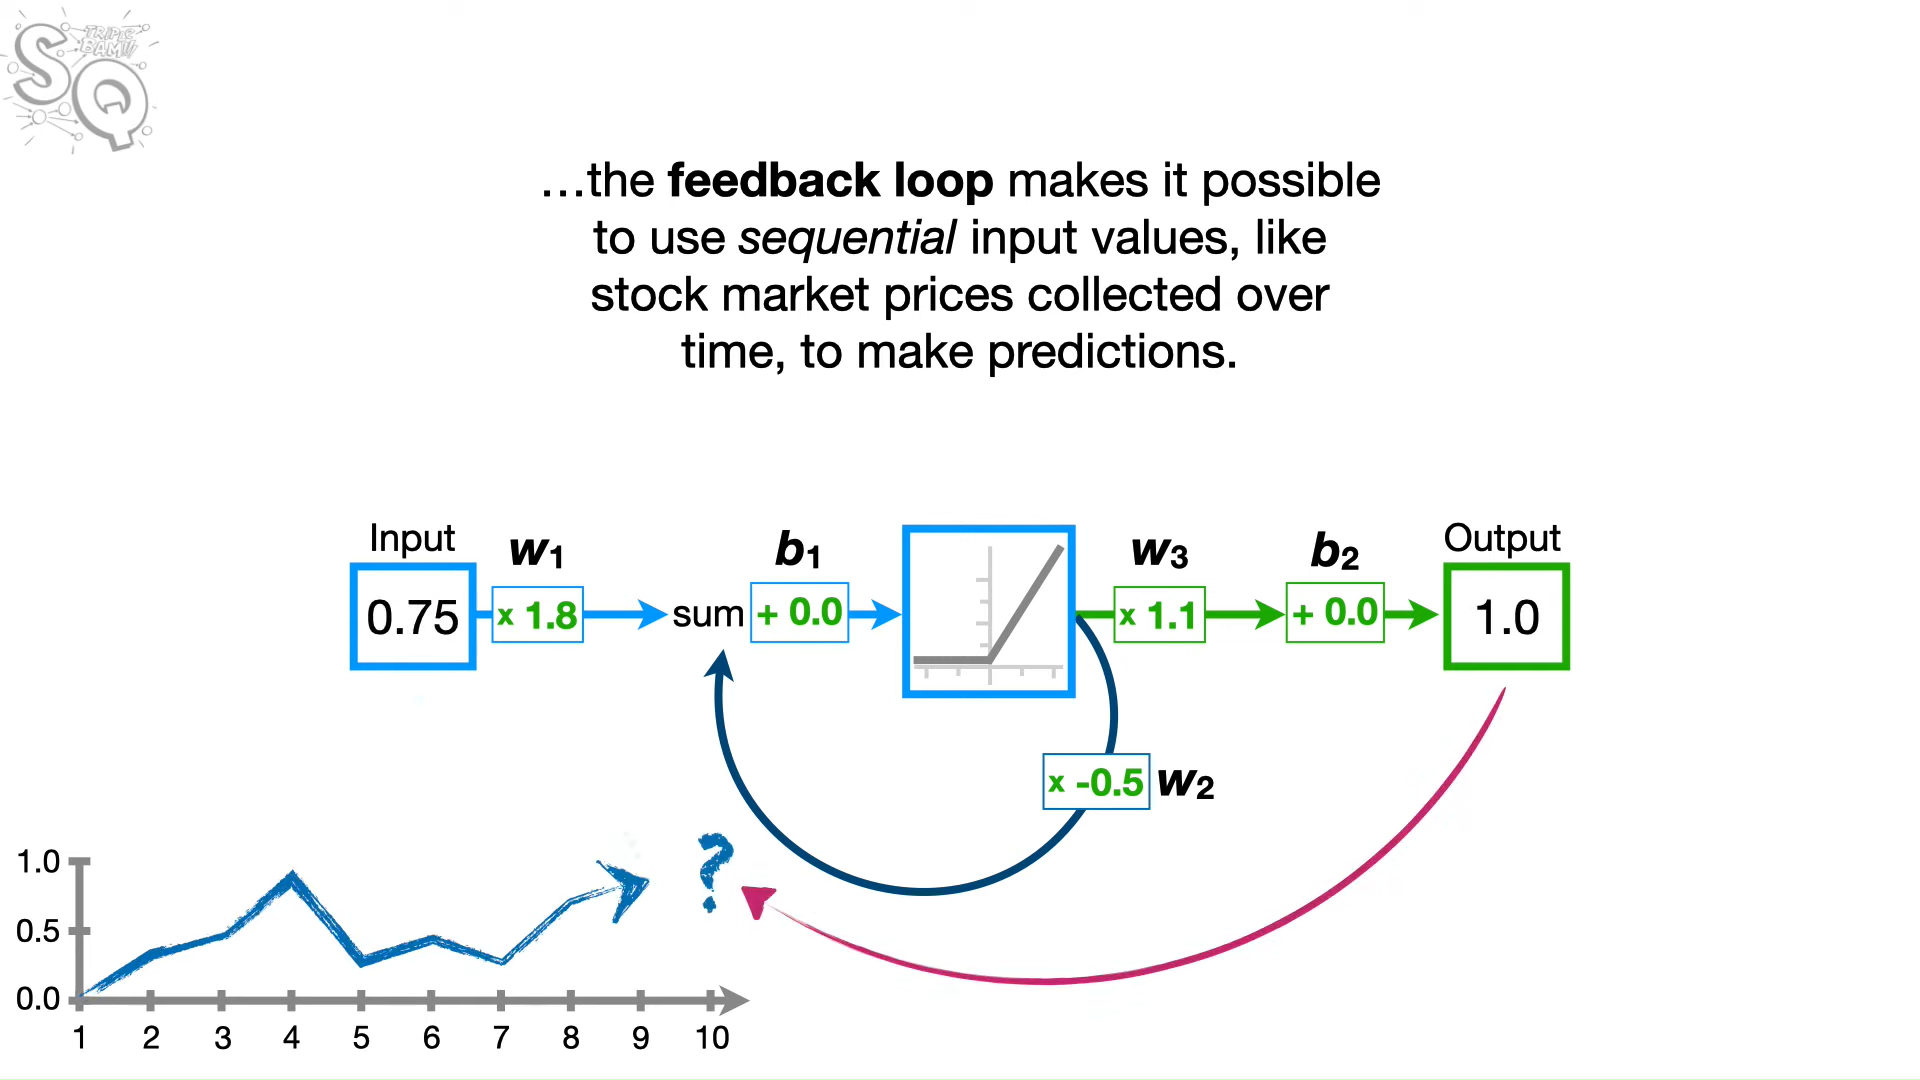 SQ
TRIPLE
BAM!!!
...the feedback loop makes it possible
to use sequential input values, like
stock market prices collected over
time, to make predictions.
Input
w1
b1
w3
b2
Output
0.75
x 1.8
sum
+ 0.0
x 1.1
+ 0.0
1.0
x -0.5
w2
1.0
0.5
0.0
?
1 2 3 4 5 6 7 8 9 10